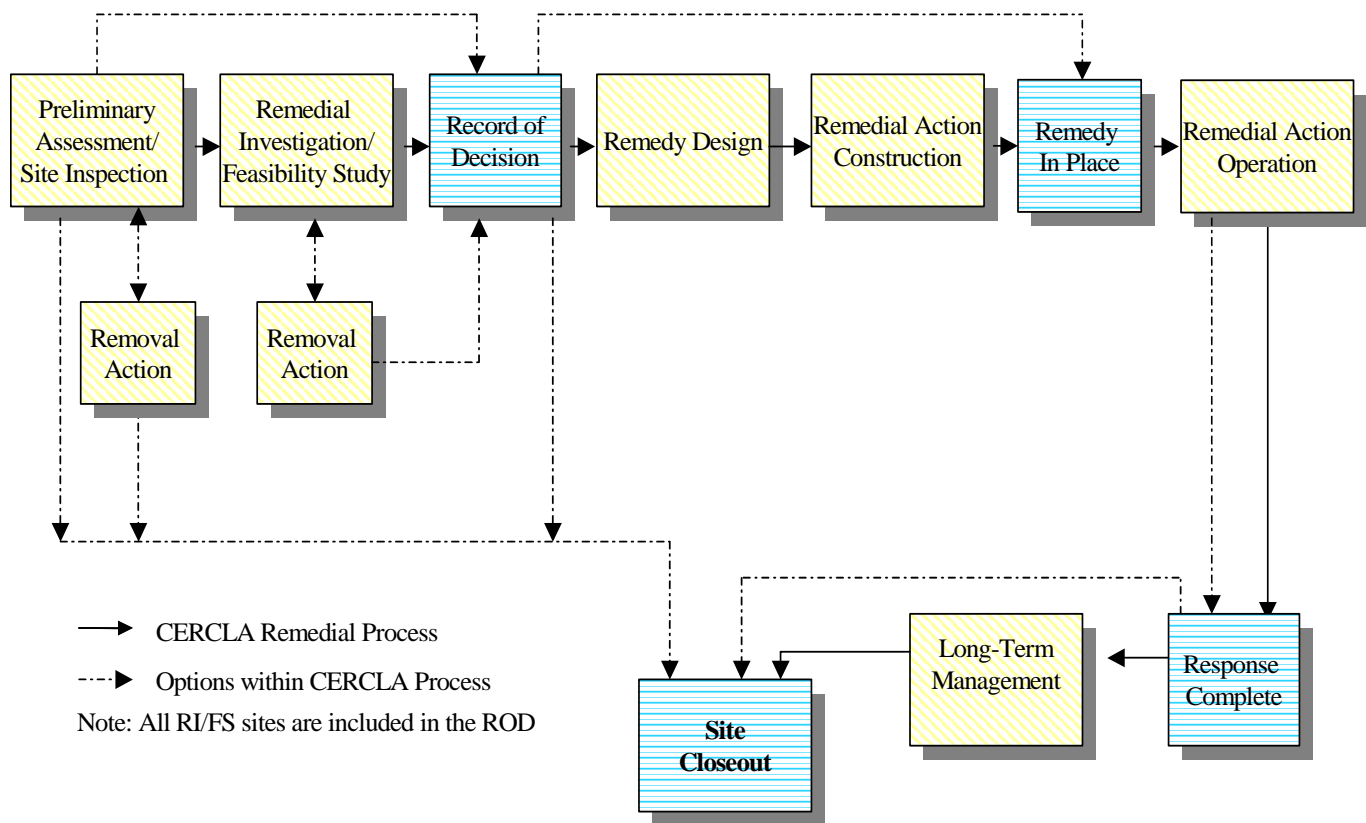 Preliminary
Assessment/
Site Inspection
Remedial
Investigation/
Feasibility Study
Record of
Decision
Remedy Design
Remedial Action
Construction
Remedy
In Place
Remedial Action
Operation
Removal
Action
Removal
Action
CERCLA Remedial Process
Options within CERCLA Process
Note: All RI/FS sites are included in the ROD
Site
Closeout
Long-Term
Management
Response
Complete